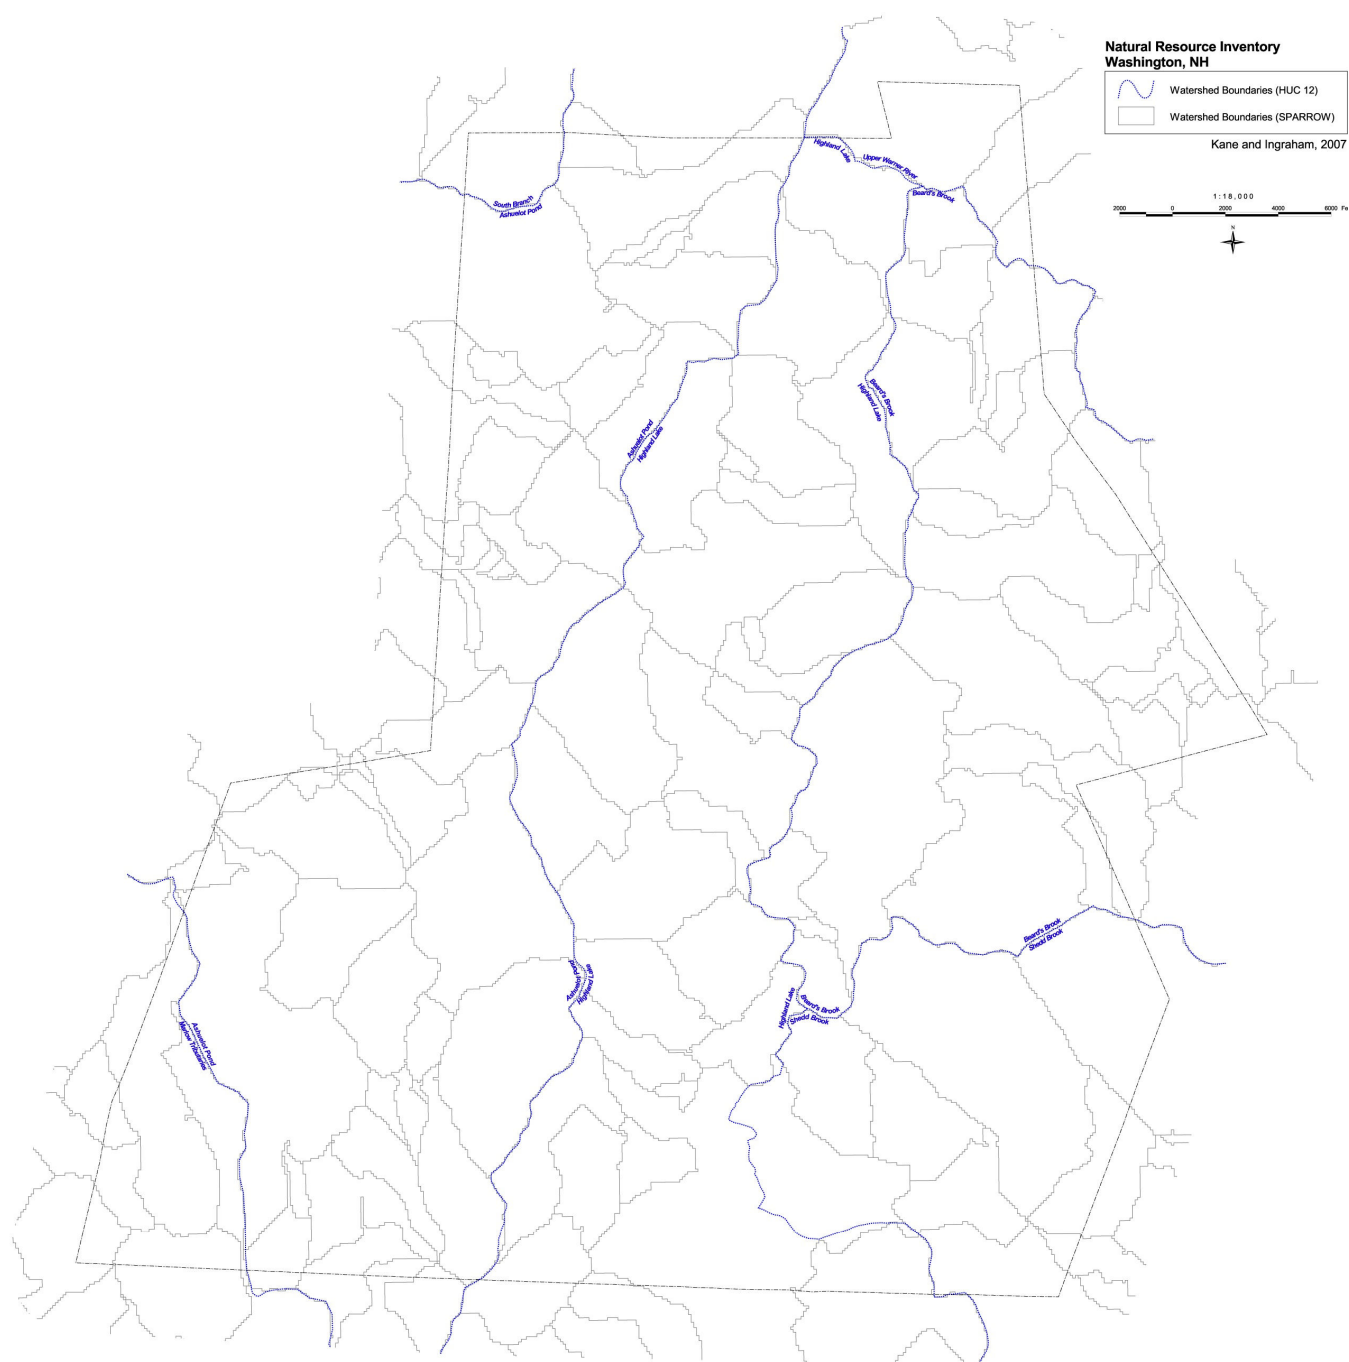 Natural Resource Inventory
Washington, NH
Watershed Boundaries (HUC 12)
Watershed Boundaries (SPARROW)
Kane and Ingraham, 2007
1:18,000
2000 0 2000 4000 6000 Fe
N
Highland Lake
Upper Warner River
Beard's Brook
South Branch
Ashuelot Pond
Beard's Brook
Highland Lake
Ashuelot Pond
Highland Lake
Beard's Brook
Shedd Brook
Ashuelot Pond
Highland Lake
Highland Lake
Beard's Brook
Shedd Brook
Ashuelot Pond
Marlow Tributaries